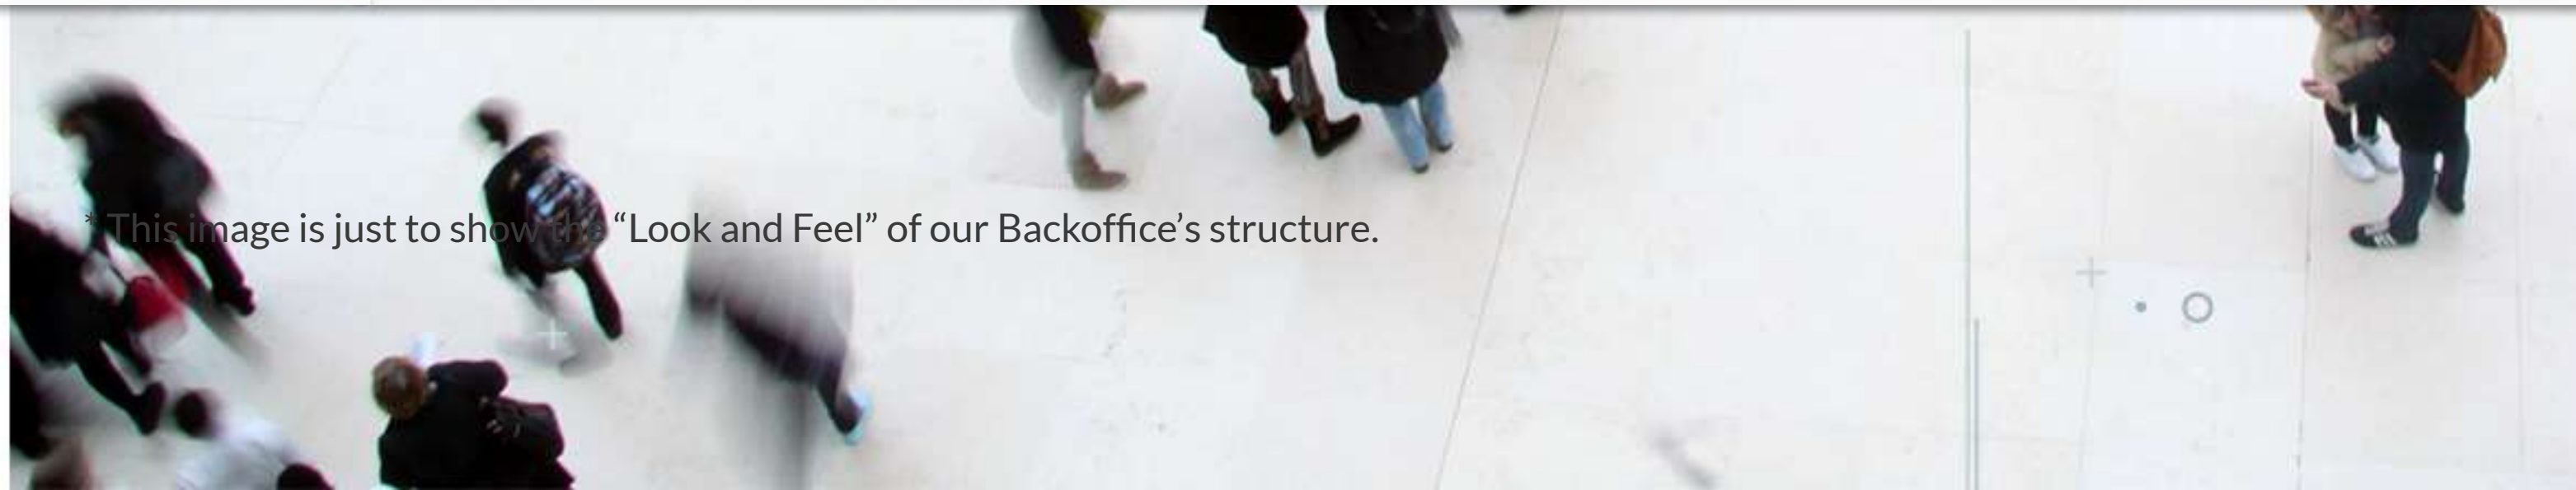 * This image is just to show the “Look and Feel” of our Backoffice’s structure.